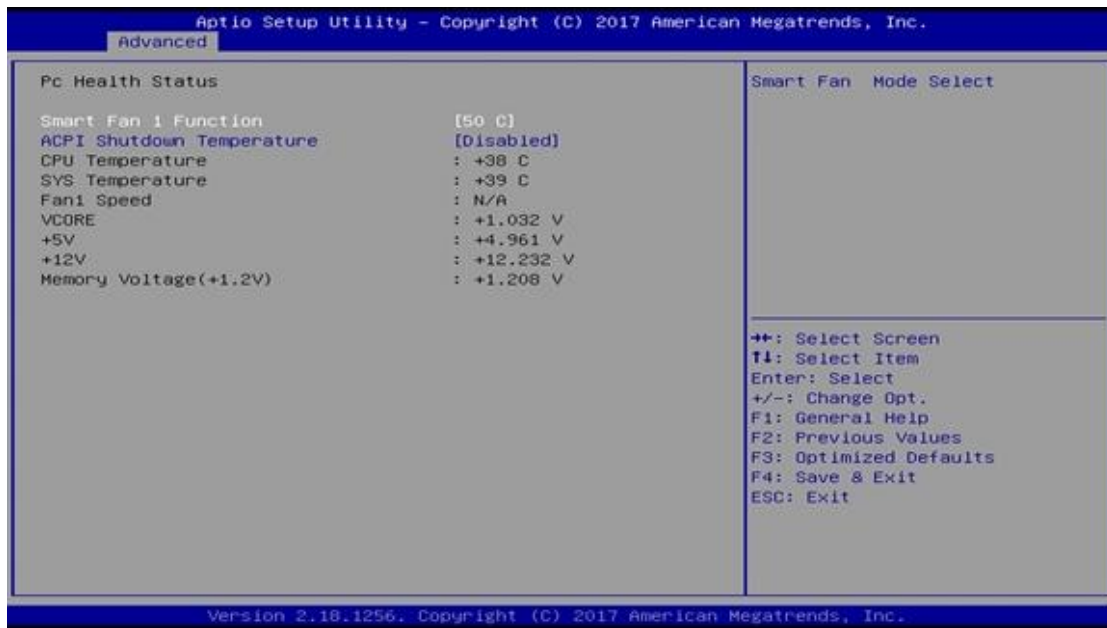 Aptio Setup Utility – Copyright (C) 2017 American Megatrends, Inc.
Advanced
Pc Health Status
Smart Fan 1 Function [50 C]
ACPI Shutdown Temperature [Disabled]
CPU Temperature : +38 C
SYS Temperature : +39 C
Fan1 Speed : N/A
VCORE : +1.032 V
+5V : +4.961 V
+12V : +12.232 V
Memory Voltage(+1.2V) : +1.208 V
Smart Fan Mode Select
→←: Select Screen
↑↓: Select Item
Enter: Select
+/-: Change Opt.
F1: General Help
F2: Previous Values
F3: Optimized Defaults
F4: Save & Exit
ESC: Exit
Version 2.18.1256. Copyright (C) 2017 American Megatrends, Inc.